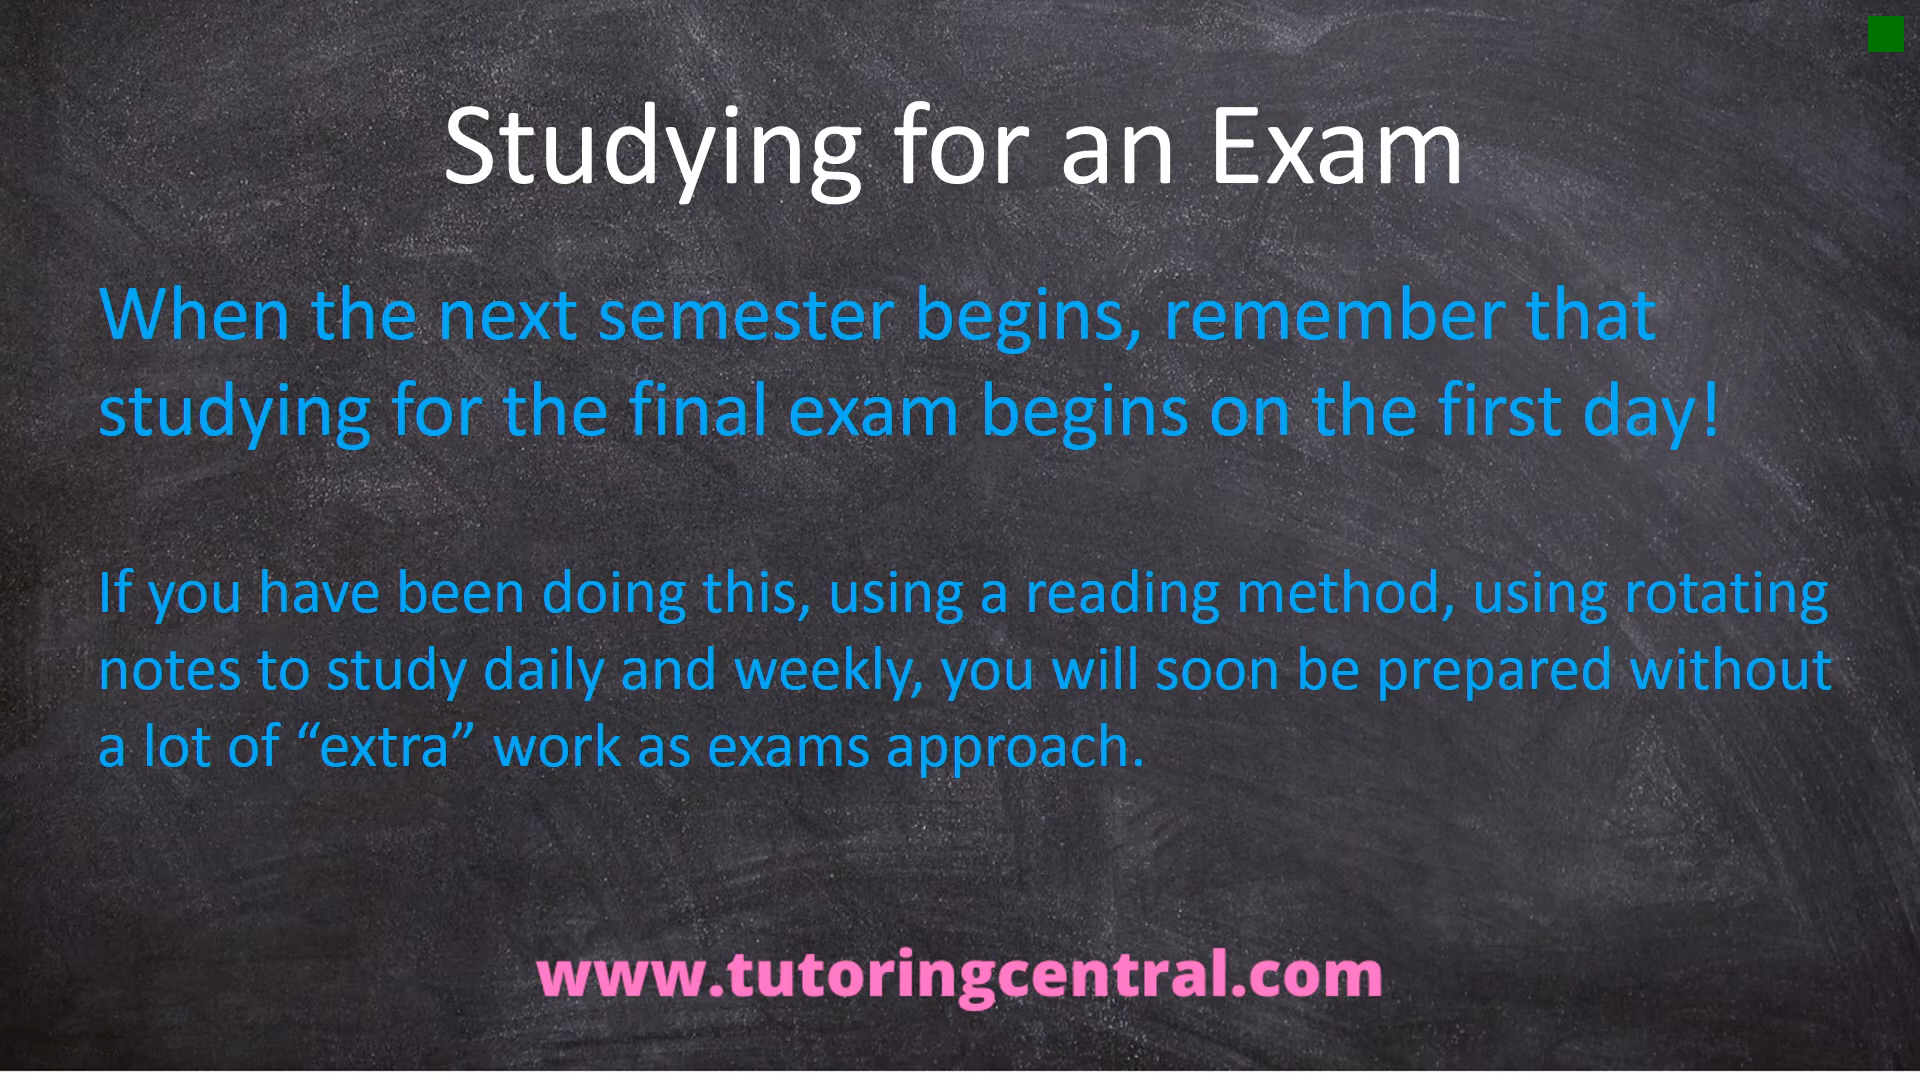 Studying for an Exam
When the next semester begins, remember that
studying for the final exam begins on the first day!
If you have been doing this, using a reading method, using rotating
notes to study daily and weekly, you will soon be prepared without
a lot of “extra” work as exams approach.
www.tutoringcentral.com